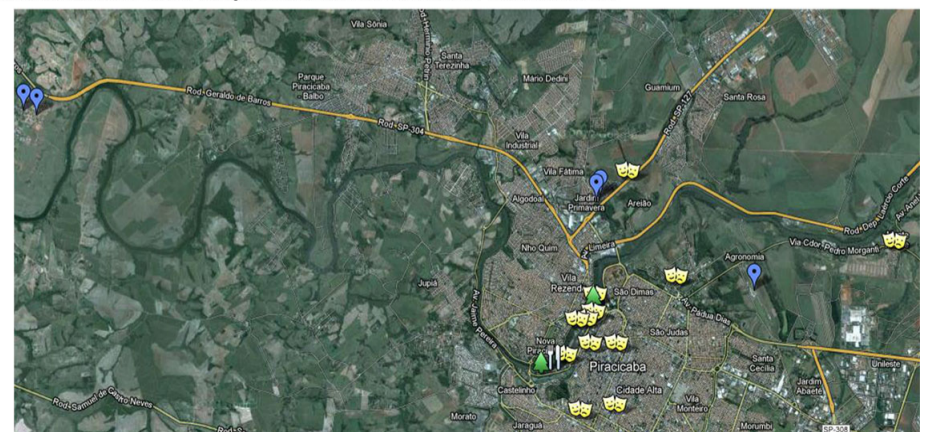 Vila Sônia
Rod-Hermínio Petrin
Santa
Terezinha
Parque
Piracicaba
Balbo
Mário Dedini
Guamium
Santa Rosa
Rod-Geraldo de Barros
Rod-SP-304
Rod-SP-127
Vila
Industrial
Vila Fátima
Algodoal
Jardim
Primavera
Areião
Rod-Dep-Laércio Corte
Via Cdor-Pedro Morganti
Nho Quim
Limeira
Agronomia
Jupiá
Vila
Rezende
São Dimas
Av-Pádua Dias
Av-Jaime Pereira
São Judas
Nova
Piracicaba
Santa
Cecília
Unileste
Castelinho
Cidade Alta
Jardim
Abaeté
Rod-Samuel de Castro Neves
Vila
Monteiro
Morato
Jaraguá
Morumbi
SP-308